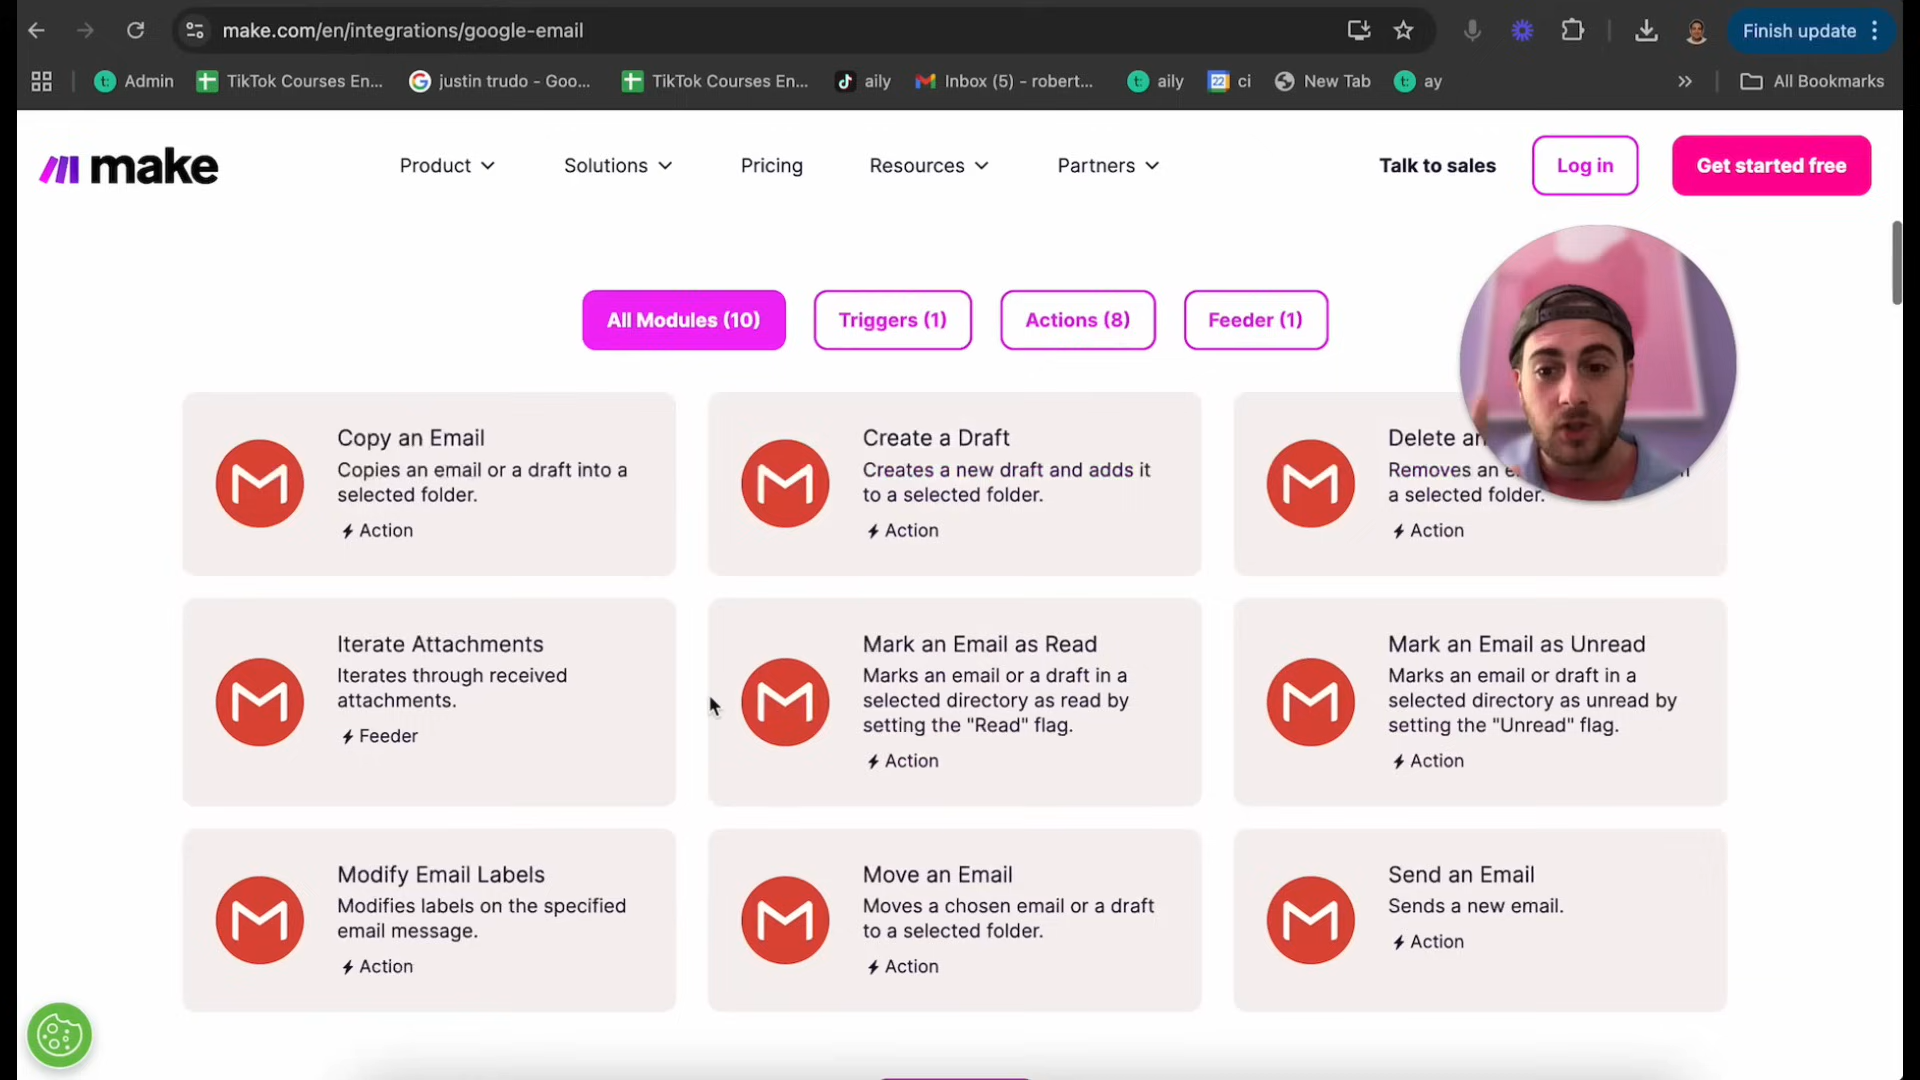 make.com/en/integrations/google-email
Finish update
Admin
TikTok Courses En...
justin trudo - Goo...
TikTok Courses En...
aily
Inbox (5) - robert...
aily
22
ci
New Tab
ay
All Bookmarks
make
Product
Solutions
Pricing
Resources
Partners
Talk to sales
Log in
Get started free
All Modules (10)
Triggers (1)
Actions (8)
Feeder (1)
Copy an Email
Copies an email or a draft into a
selected folder.
Action
Create a Draft
Creates a new draft and adds it
to a selected folder.
Action
Delete an
Removes an
a selected folder.
Action
Iterate Attachments
Iterates through received
attachments.
Feeder
Mark an Email as Read
Marks an email or a draft in a
selected directory as read by
setting the "Read" flag.
Action
Mark an Email as Unread
Marks an email or draft in a
selected directory as unread by
setting the "Unread" flag.
Action
Modify Email Labels
Modifies labels on the specified
email message.
Action
Move an Email
Moves a chosen email or a draft
to a selected folder.
Action
Send an Email
Sends a new email.
Action